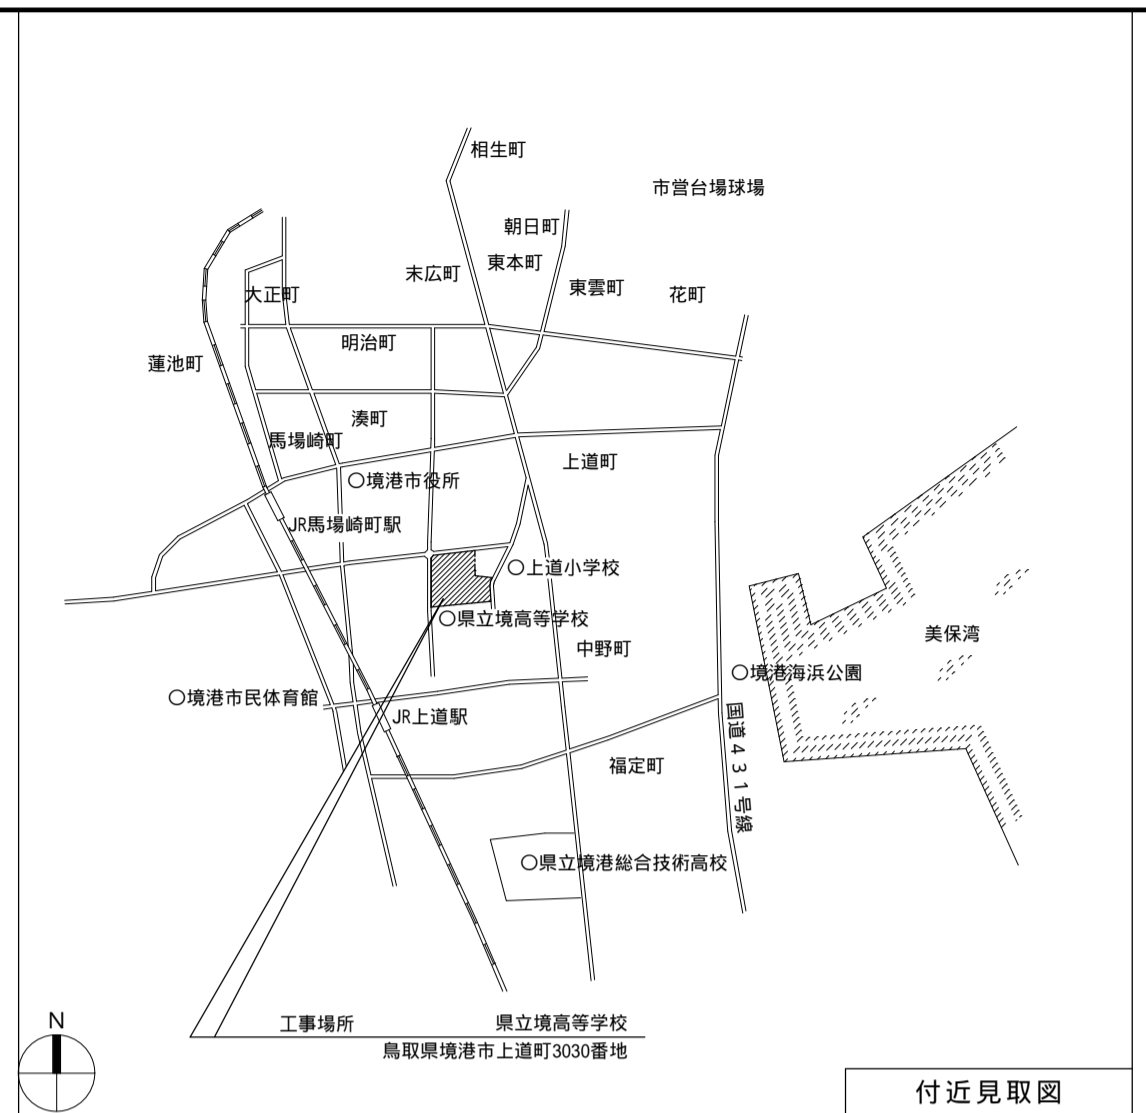 相生町
市営台場球場
朝日町
東本町
末広町
東雲町
花町
大正町
明治町
蓮池町
湊町
馬場崎町
上道町
○境港市役所
JR馬場崎町駅
○上道小学校
○県立境高等学校
中野町
美保湾
○境港海浜公園
○境港市民体育館
JR上道駅
国道431号線
福定町
○県立境港総合技術高校
N
工事場所 県立境高等学校
鳥取県境港市上道町3030番地
付近見取図